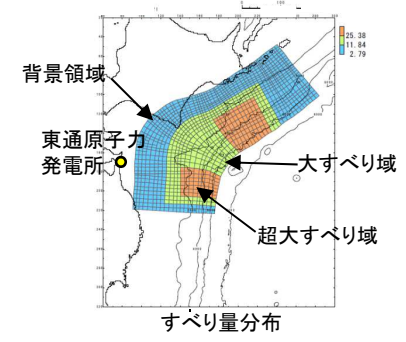 25.38
11.84
2.79
背景領域
東通原子力
発電所
大すべり域
超大すべり域
すべり量分布